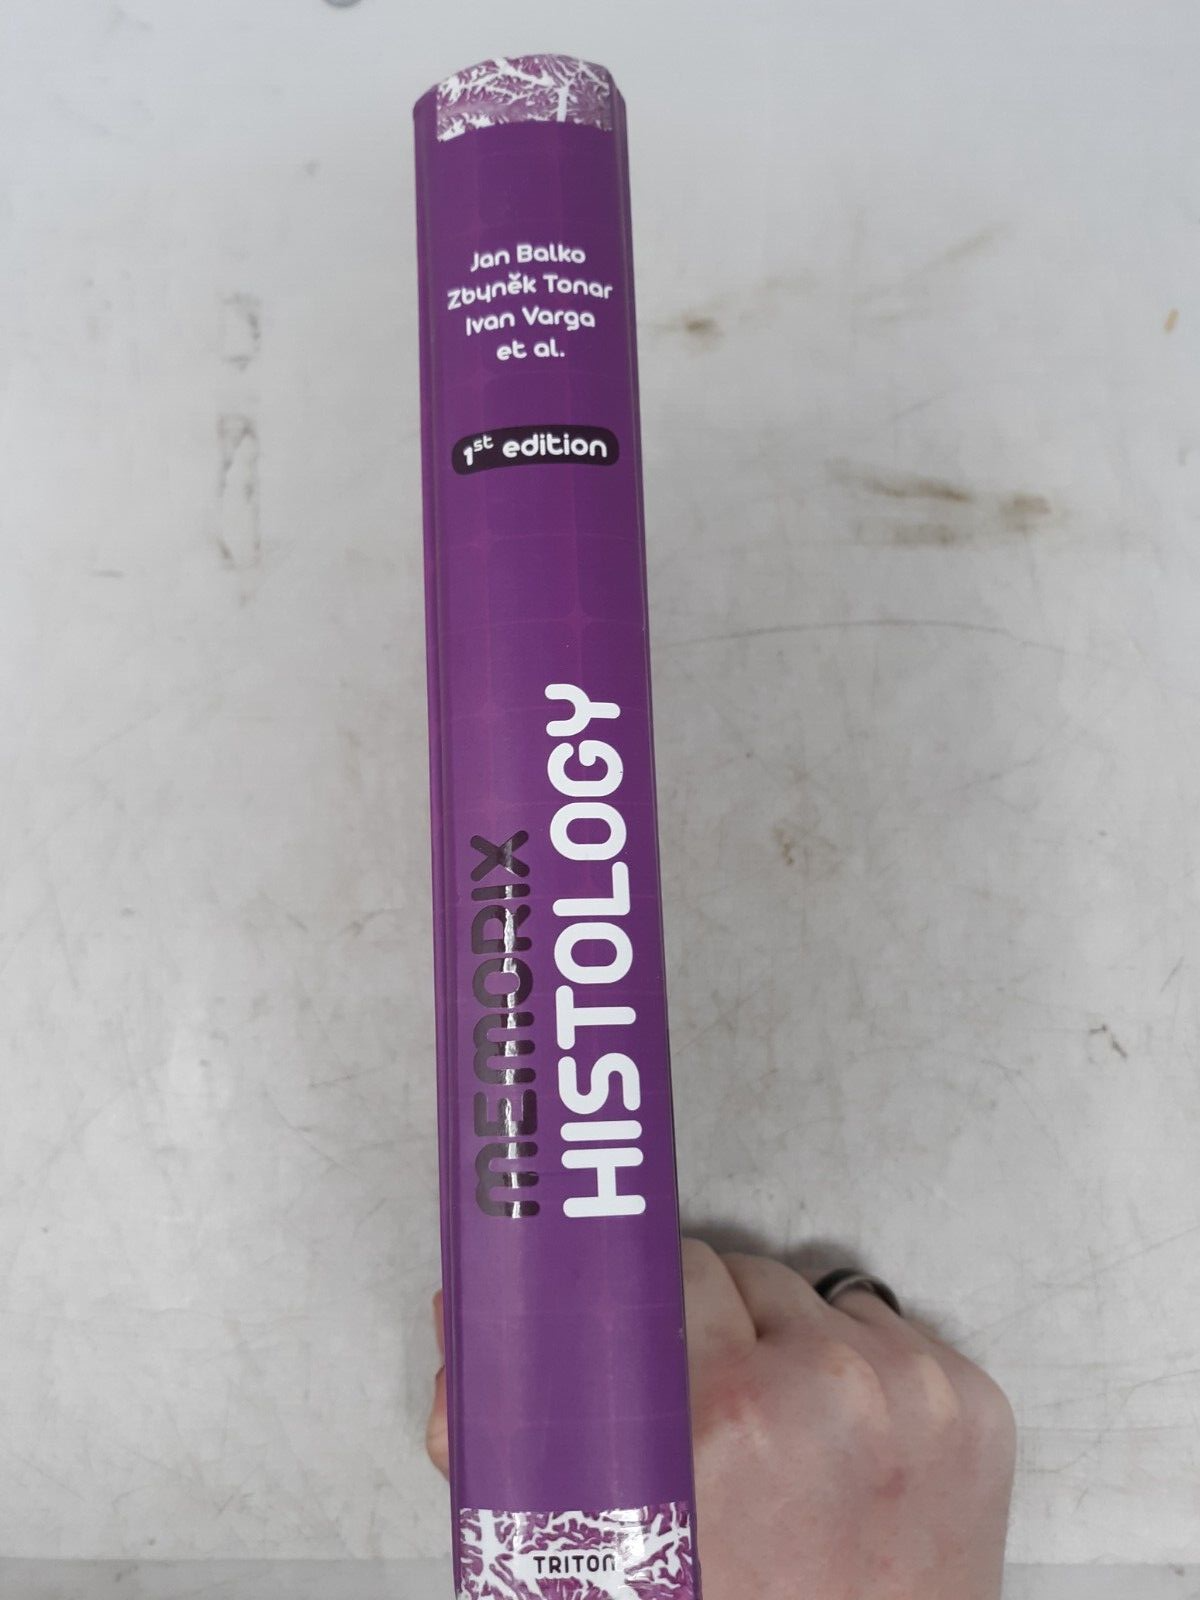 Jan Balko
Zbyněk Tonar
Ivan Varga
et al.
1st edition
MEMORIX
HISTOLOGY
TRITON